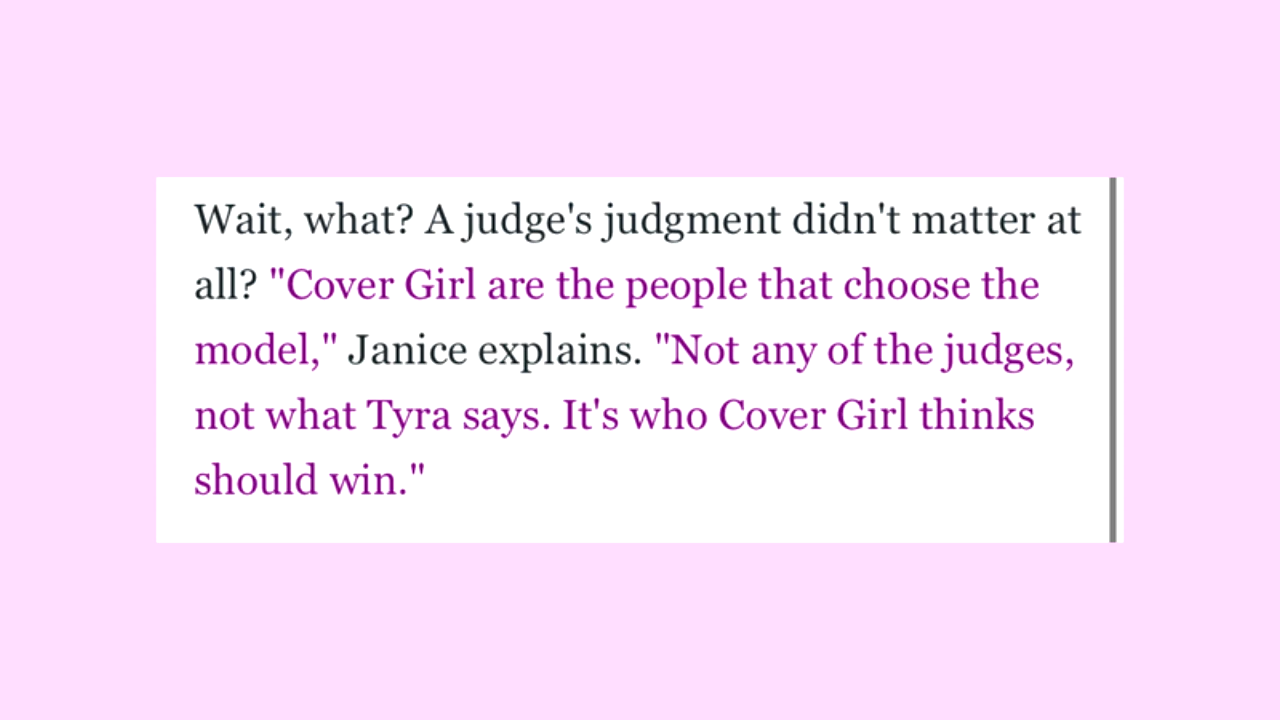 Wait, what? A judge's judgment didn't matter at
all? "Cover Girl are the people that choose the
model," Janice explains. "Not any of the judges,
not what Tyra says. It's who Cover Girl thinks
should win."